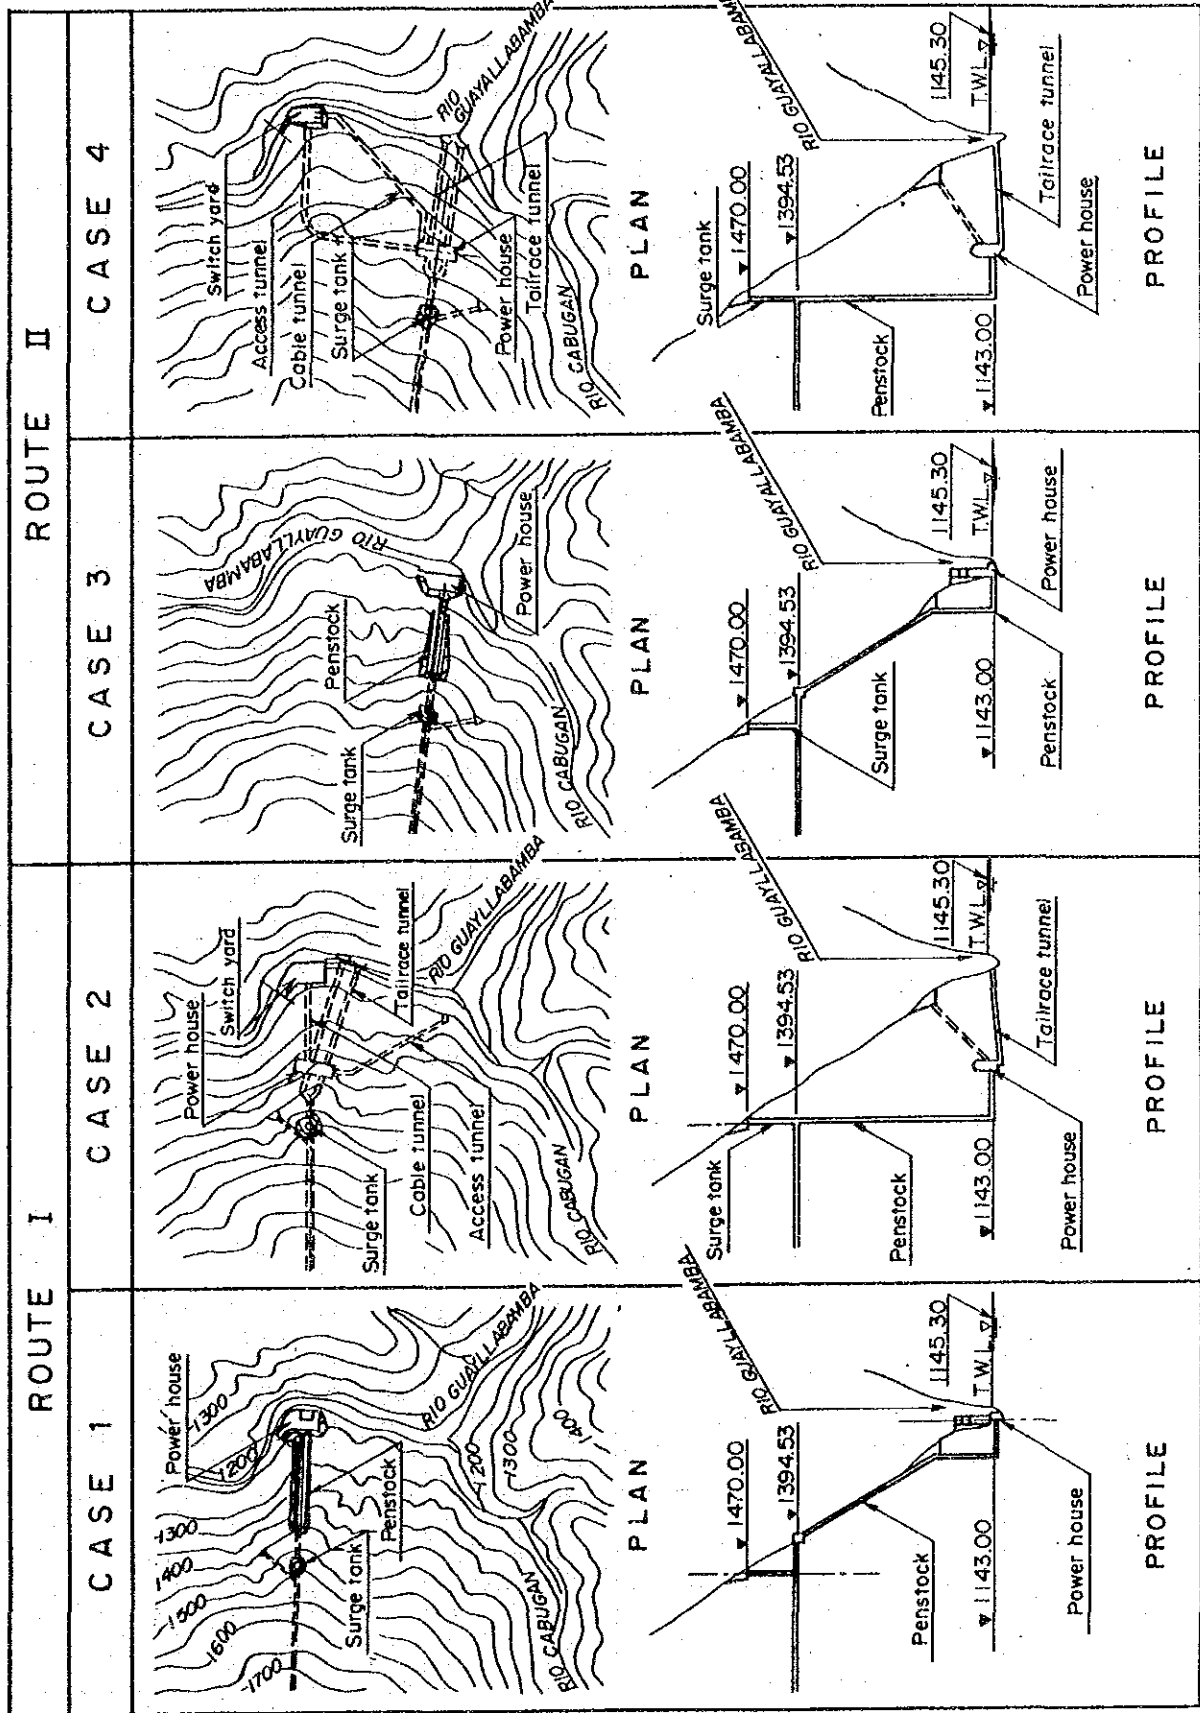 ROUTE I
ROUTE II
CASE 1
CASE 2
CASE 3
CASE 4
Power house
1300
1200
1300
1400
1500
1600
1700
Surge tank
Penstock
RIO GUAYLLABAMBA
1200
1300
1400
RIO CABUGAN
PLAN
Power house
Switch yard
Surge tank
Cable tunnel
Access tunnel
Tailrace tunnel
RIO GUAYLLABAMBA
RIO CABUGAN
PLAN
Surge tank
Penstock
RIO GUAYLLABAMBA
Power house
RIO CABUGAN
PLAN
Switch yard
Access tunnel
Cable tunnel
Surge tank
Power house
Tailrace tunnel
RIO GUAYALLABAMBA
RIO CABUGAN
PLAN
1470.00
1394.53
RIO GUAYLLABAMBA
1145.30
T.W.L
Penstock
1143.00
Power house
PROFILE
Surge tank
1470.00
1394.53
RIO GUAYLLABAMBA
1145.30
T.W.L
Penstock
1143.00
Power house
Tailrace tunnel
PROFILE
1470.00
1394.53
RIO GUAYALLABAMBA
1145.30
T.W.L
Surge tank
1143.00
Penstock
Power house
PROFILE
Surge tank
1470.00
1394.53
RIO GUAYALLABAMBA
1145.30
T.W.L
Penstock
1143.00
Power house
Tailrace tunnel
PROFILE